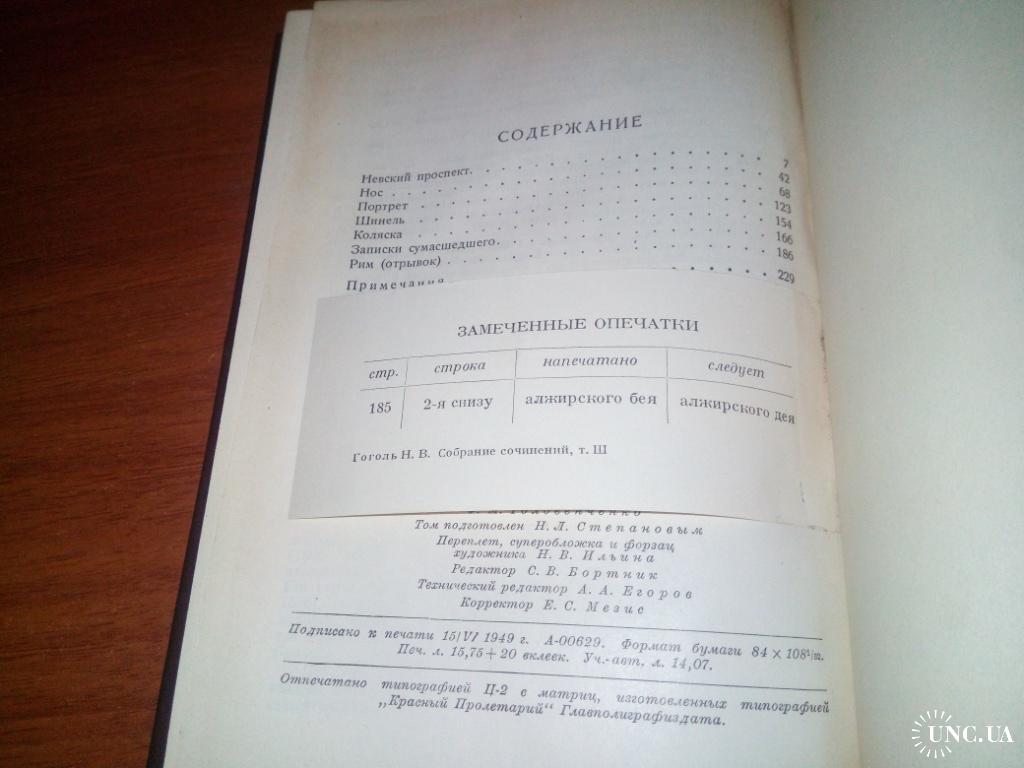 СОДЕРЖАНИЕ
Невский проспект. . . . . . . . . . . . . . . . 7
Нос . . . . . . . . . . . . . . . . . . . . 42
Портрет . . . . . . . . . . . . . . . . . . 68
Шинель . . . . . . . . . . . . . . . . . . 123
Коляска . . . . . . . . . . . . . . . . . . 154
Записки сумасшедшего. . . . . . . . . . . . . 166
Рим (отрывок) . . . . . . . . . . . . . . . . 186
Примечания . . . . . . . . 229
ЗАМЕЧЕННЫЕ ОПЕЧАТКИ
стр. строка напечатано следует
185 2-я снизу алжирского бея алжирского дея
Гоголь Н. В. Собрание сочинений, т. Ш
Том подготовлен Н. Л. Степановым
Переплет, суперобложка и форзац
художника Н. В. Ильина
Редактор С. В. Бортник
Технический редактор А. А. Егоров
Корректор Е. С. Мезис
Подписано к печати 15/VI 1949 г. А-00629. Формат бумаги 84 × 108¹/т.
Печ. л. 15,75 + 20 вклеек. Уч.-авт. л. 14,07.
Отпечатано типографией Ц-2 с матриц, изготовленных типографией
„Красный Пролетарий“ Главполиграфиздата.
UNC.UA